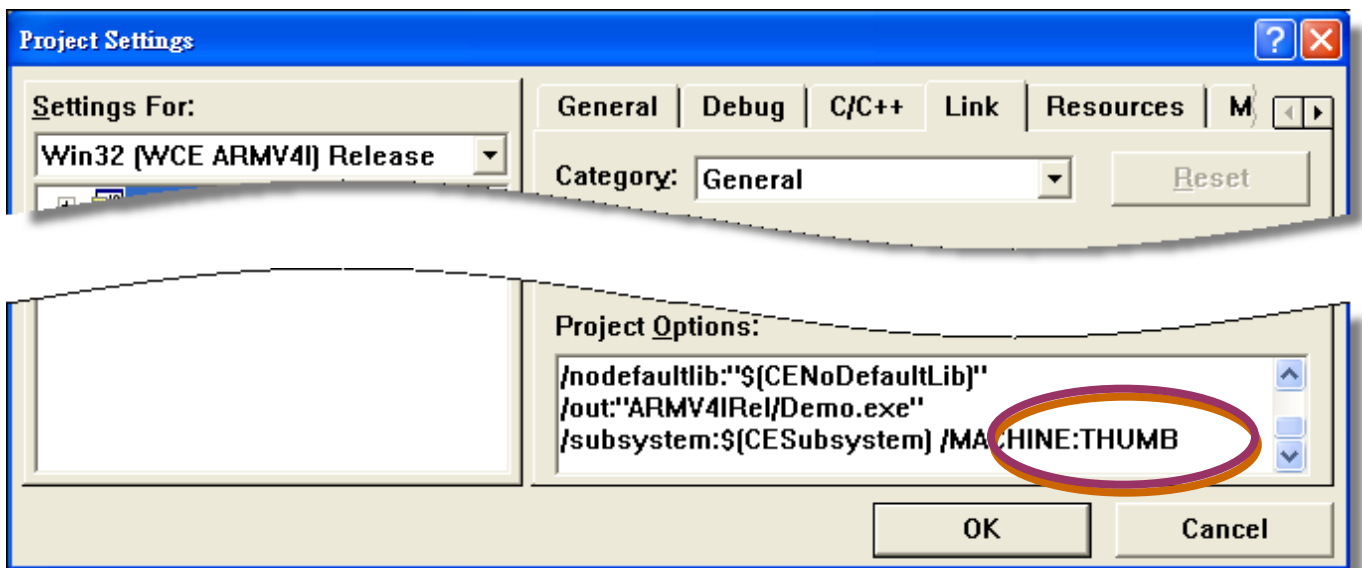 Project Settings
Settings For:
Win32 (WCE ARMV4I) Release
General Debug C/C++ Link Resources M
Category: General Reset
Project Options:
/nodefaultlib:"$(CENoDefaultLib)"
/out:"ARMV4IRel/Demo.exe"
/subsystem:$(CESubsystem) /MACHINE:THUMB
OK Cancel